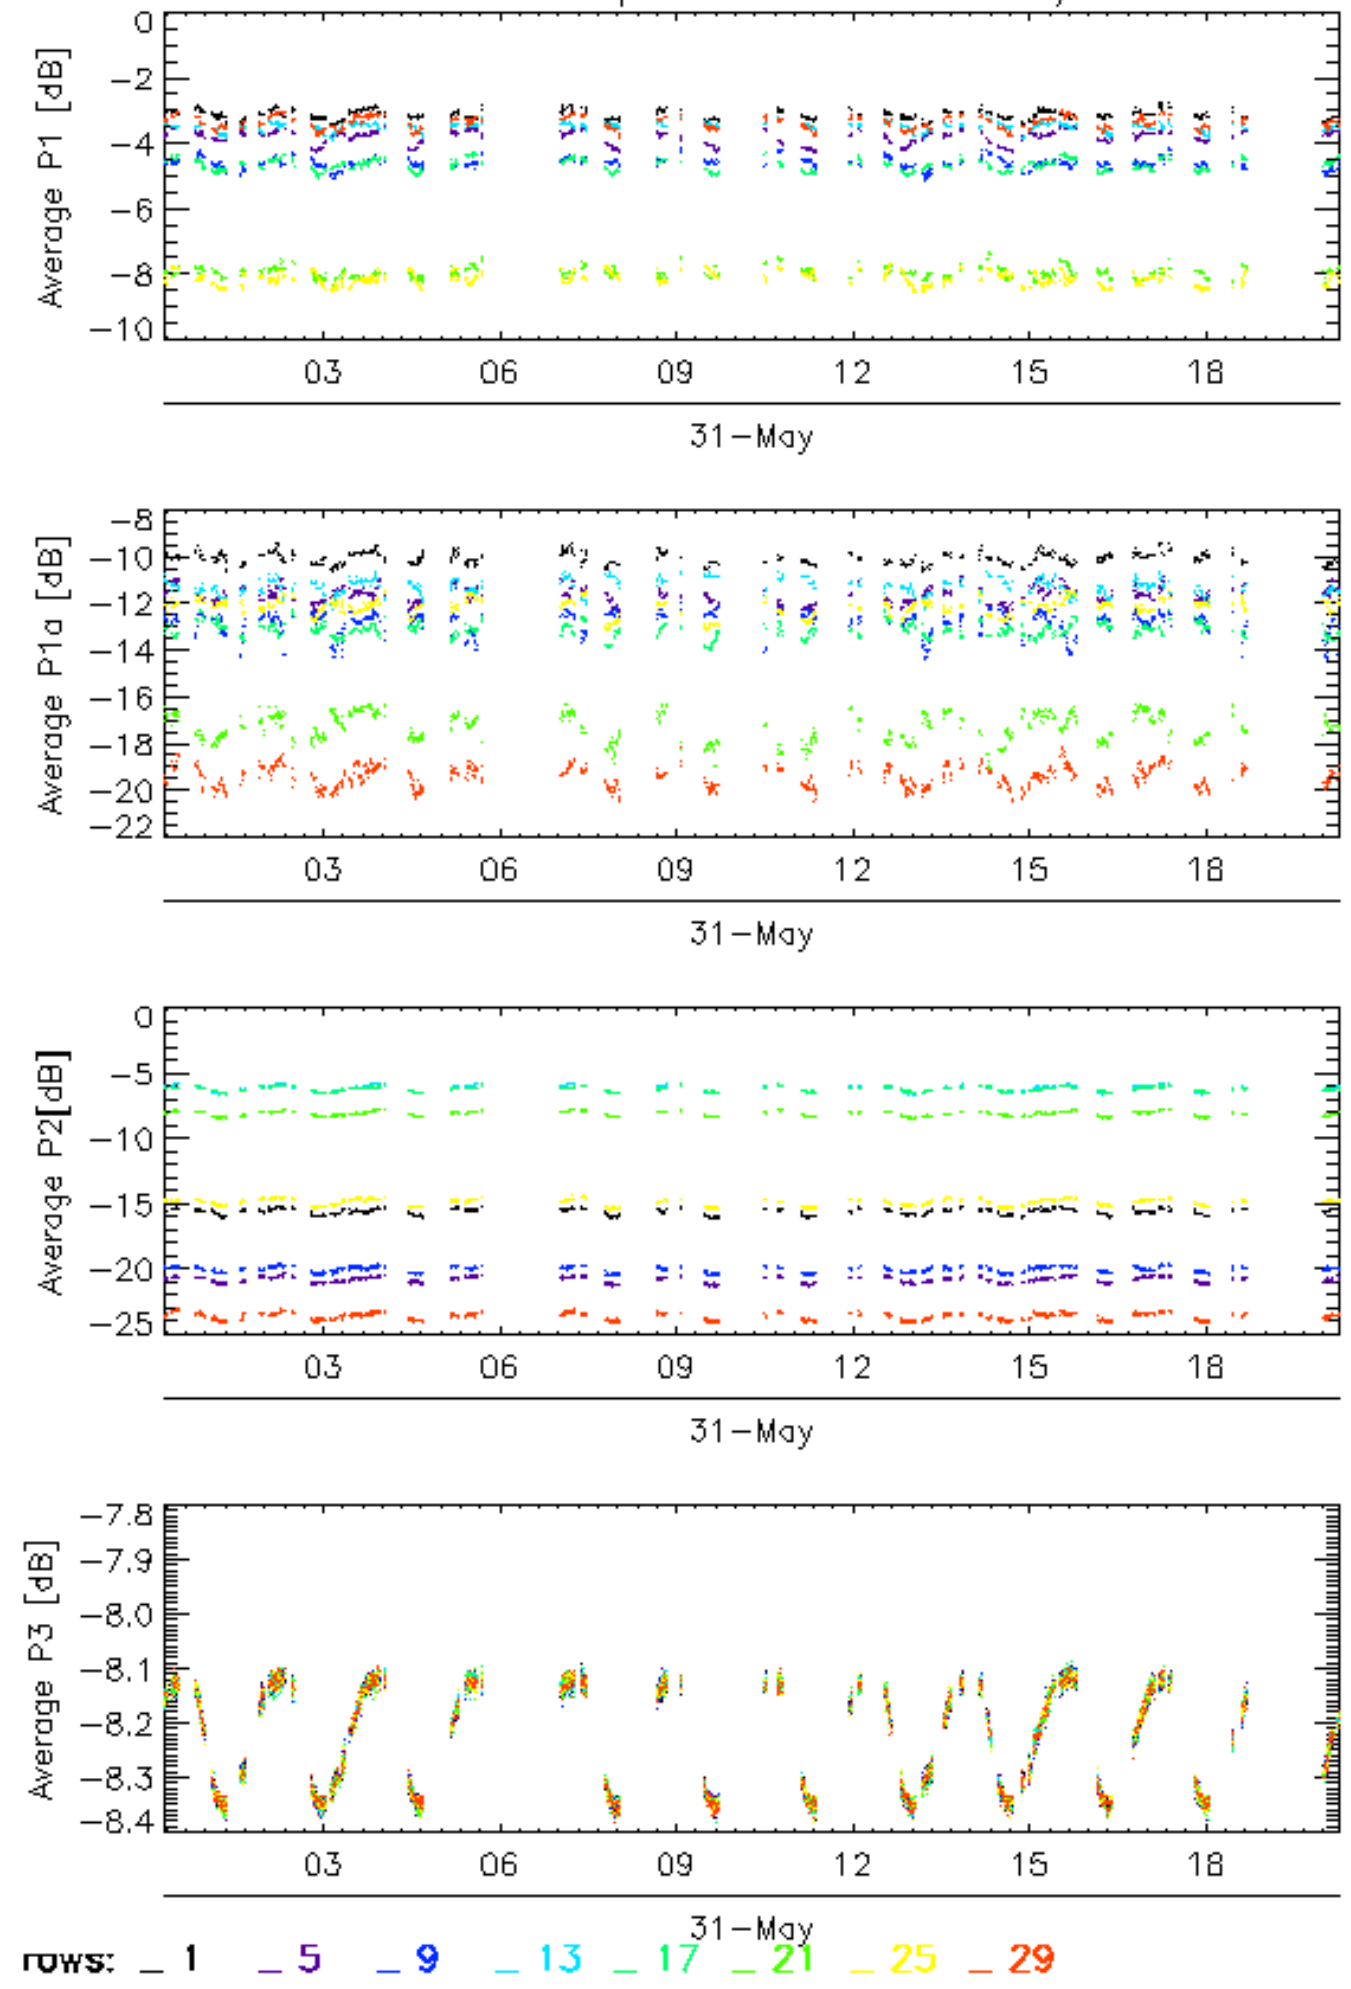 0
-2
-4
-6
-8
-10
Average P1 [dB]
03 06 09 12 15 18
31-May
-8
-10
-12
-14
-16
-18
-20
-22
Average P1a [dB]
03 06 09 12 15 18
31-May
0
-5
-10
-15
-20
-25
Average P2[dB]
03 06 09 12 15 18
31-May
-7.8
-7.9
-8.0
-8.1
-8.2
-8.3
-8.4
Average P3 [dB]
03 06 09 12 15 18
31-May
rows: _ 1 _ 5 _ 9 _ 13 _ 17 _ 21 _ 25 _ 29